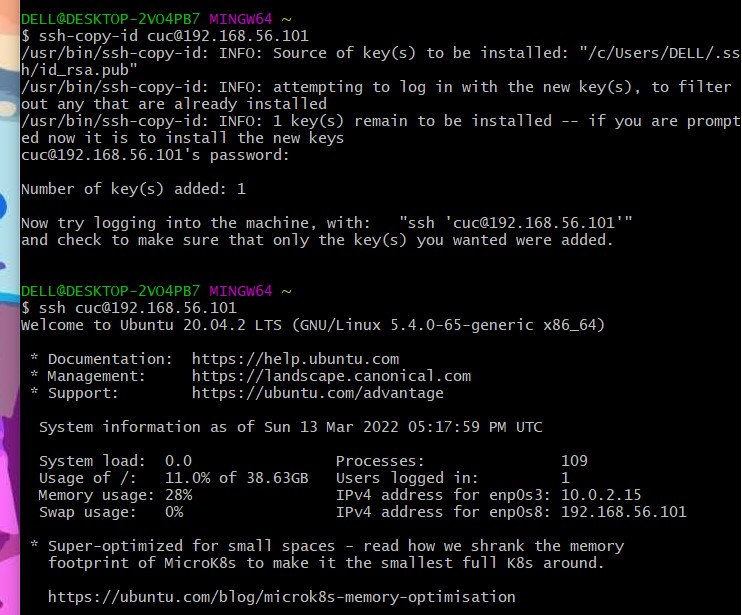 DELL@DESKTOP-2VO4PB7 MINGW64 ~
$ ssh-copy-id cuc@192.168.56.101
/usr/bin/ssh-copy-id: INFO: Source of key(s) to be installed: "/c/Users/DELL/.ss
h/id_rsa.pub"
/usr/bin/ssh-copy-id: INFO: attempting to log in with the new key(s), to filter
out any that are already installed
/usr/bin/ssh-copy-id: INFO: 1 key(s) remain to be installed -- if you are prompt
ed now it is to install the new keys
cuc@192.168.56.101's password:
Number of key(s) added: 1
Now try logging into the machine, with:   "ssh 'cuc@192.168.56.101'"
and check to make sure that only the key(s) you wanted were added.
DELL@DESKTOP-2VO4PB7 MINGW64 ~
$ ssh cuc@192.168.56.101
Welcome to Ubuntu 20.04.2 LTS (GNU/Linux 5.4.0-65-generic x86_64)
* Documentation:  https://help.ubuntu.com
* Management:     https://landscape.canonical.com
* Support:        https://ubuntu.com/advantage
System information as of Sun 13 Mar 2022 05:17:59 PM UTC
System load:  0.0                Processes:               109
Usage of /:   11.0% of 38.63GB   Users logged in:         1
Memory usage: 28%                IPv4 address for enp0s3: 10.0.2.15
Swap usage:   0%                 IPv4 address for enp0s8: 192.168.56.101
* Super-optimized for small spaces - read how we shrank the memory
footprint of MicroK8s to make it the smallest full K8s around.
https://ubuntu.com/blog/microk8s-memory-optimisation